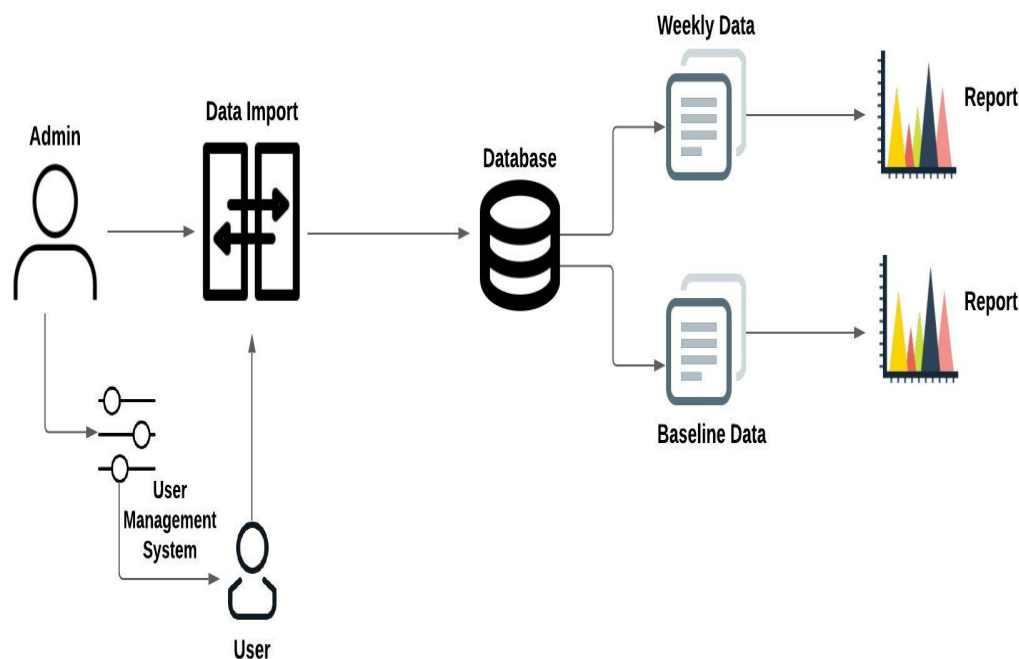 Weekly Data
Report
Data Import
Admin
Database
Report
Baseline Data
User
Management
System
User